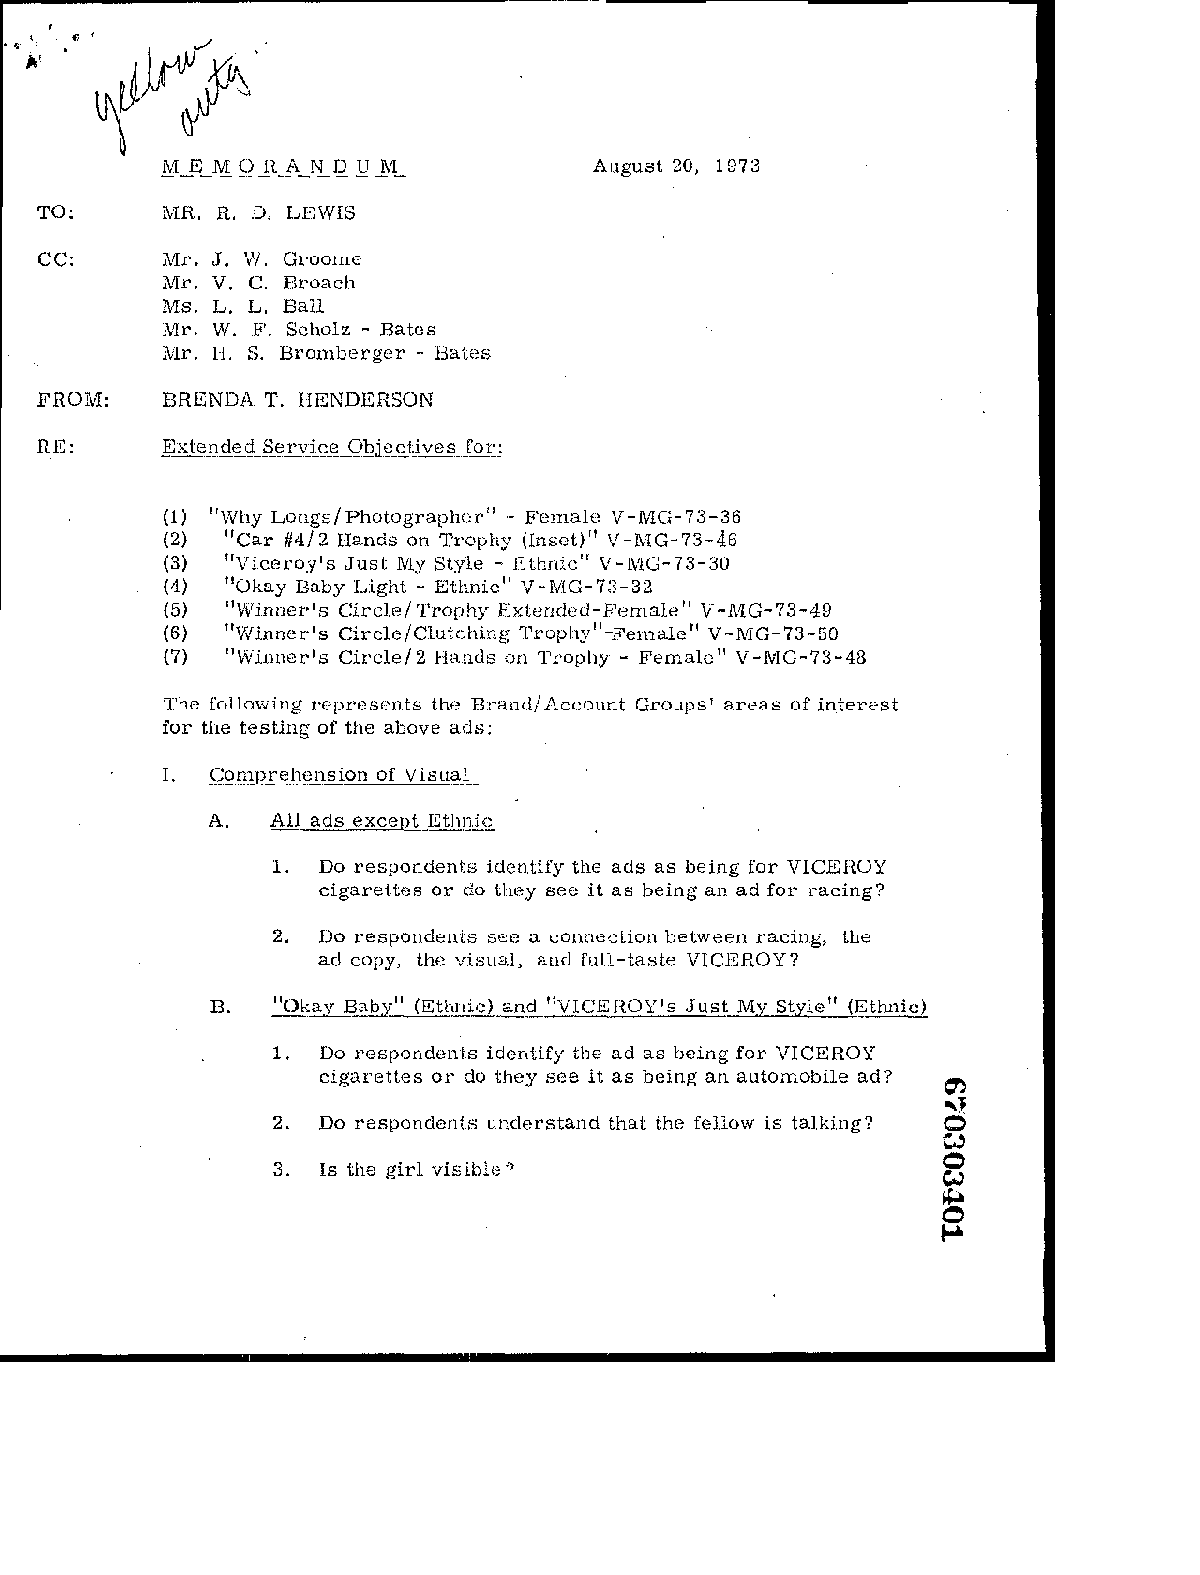 yellow
only
MEMORANDUM August 20, 1973
TO: MR. R. D. LEWIS
CC: Mr. J. W. Groome
Mr. V. C. Broach
Ms. L. L. Ball
Mr. W. F. Scholz - Bates
Mr. H. S. Bromberger - Bates
FROM: BRENDA T. HENDERSON
RE: Extended Service Objectives for:
(1) "Why Longs/Photographer" - Female V-MG-73-36
(2) "Car #4/2 Hands on Trophy (Inset)" V-MG-73-46
(3) "Viceroy's Just My Style - Ethnic" V-MG-73-30
(4) "Okay Baby Light - Ethnic" V-MG-73-32
(5) "Winner's Circle/Trophy Extended-Female" V-MG-73-49
(6) "Winner's Circle/Clutching Trophy"-Female" V-MG-73-50
(7) "Winner's Circle/2 Hands on Trophy - Female" V-MG-73-48
The following represents the Brand/Account Groups' areas of interest
for the testing of the above ads:
I. Comprehension of Visual
A. All ads except Ethnic
1. Do respondents identify the ads as being for VICEROY
cigarettes or do they see it as being an ad for racing?
2. Do respondents see a connection between racing, the
ad copy, the visual, and full-taste VICEROY?
B. "Okay Baby" (Ethnic) and "VICEROY's Just My Style" (Ethnic)
1. Do respondents identify the ad as being for VICEROY
cigarettes or do they see it as being an automobile ad?
2. Do respondents understand that the fellow is talking?
3. Is the girl visible?
670303401